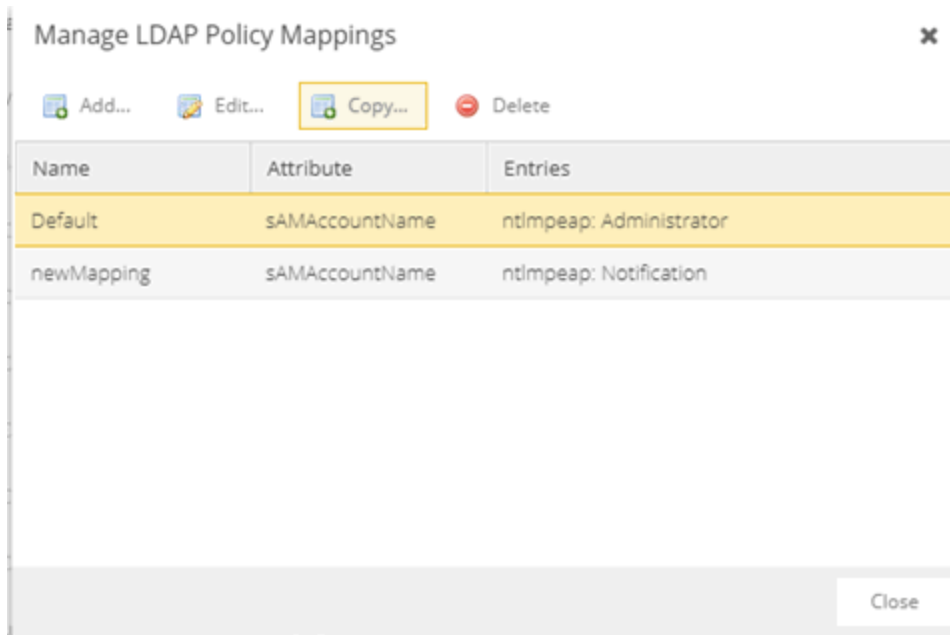 Manage LDAP Policy Mappings
Add... Edit... Copy... Delete
Name Attribute Entries
Default sAMAccountName ntlmpeap: Administrator
newMapping sAMAccountName ntlmpeap: Notification
Close